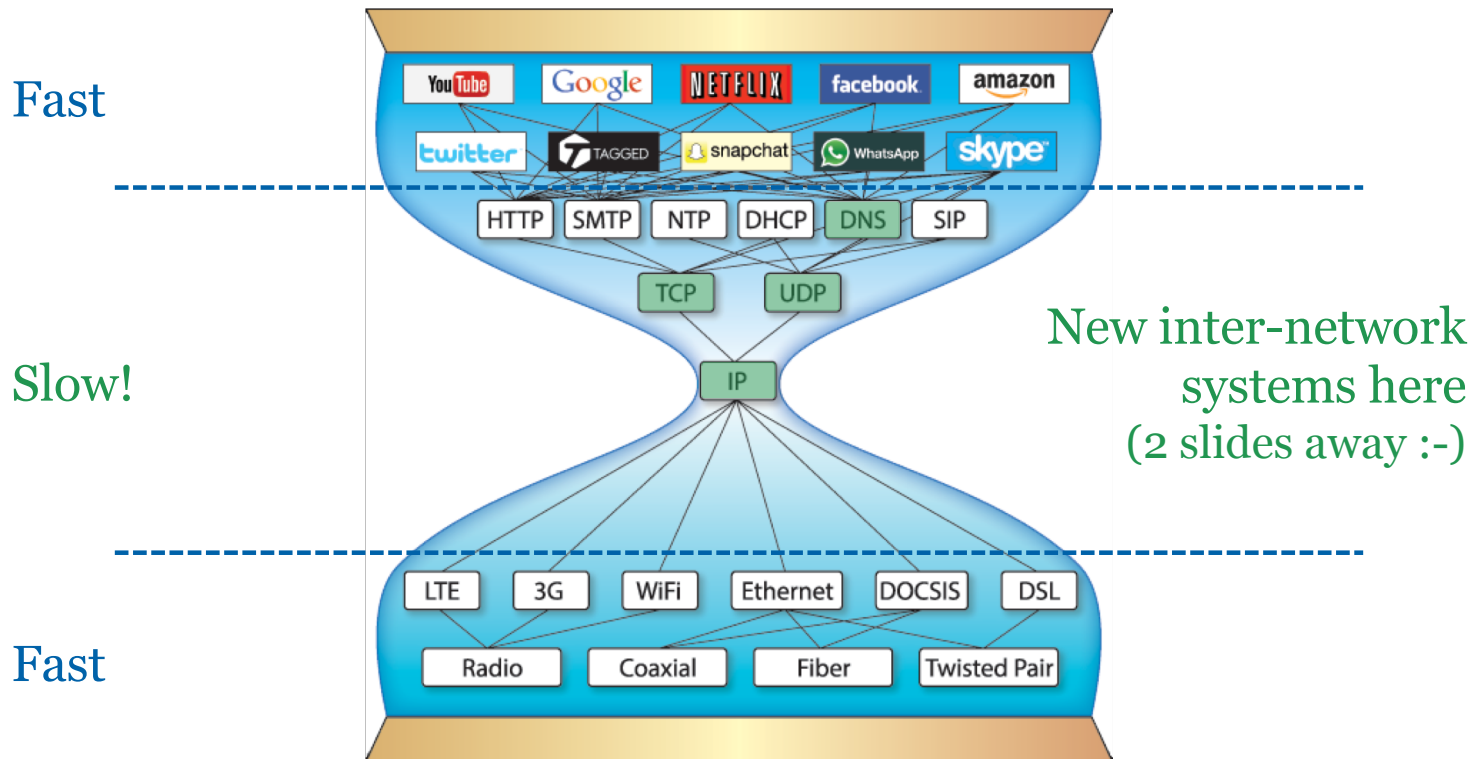 Fast
YouTube
Google
NETFLIX
facebook
amazon
twitter
TAGGED
snapchat
WhatsApp
skype™
HTTP
SMTP
NTP
DHCP
DNS
SIP
TCP
UDP
Slow!
IP
New inter-network
systems here
(2 slides away :-)
LTE
3G
WiFi
Ethernet
DOCSIS
DSL
Fast
Radio
Coaxial
Fiber
Twisted Pair